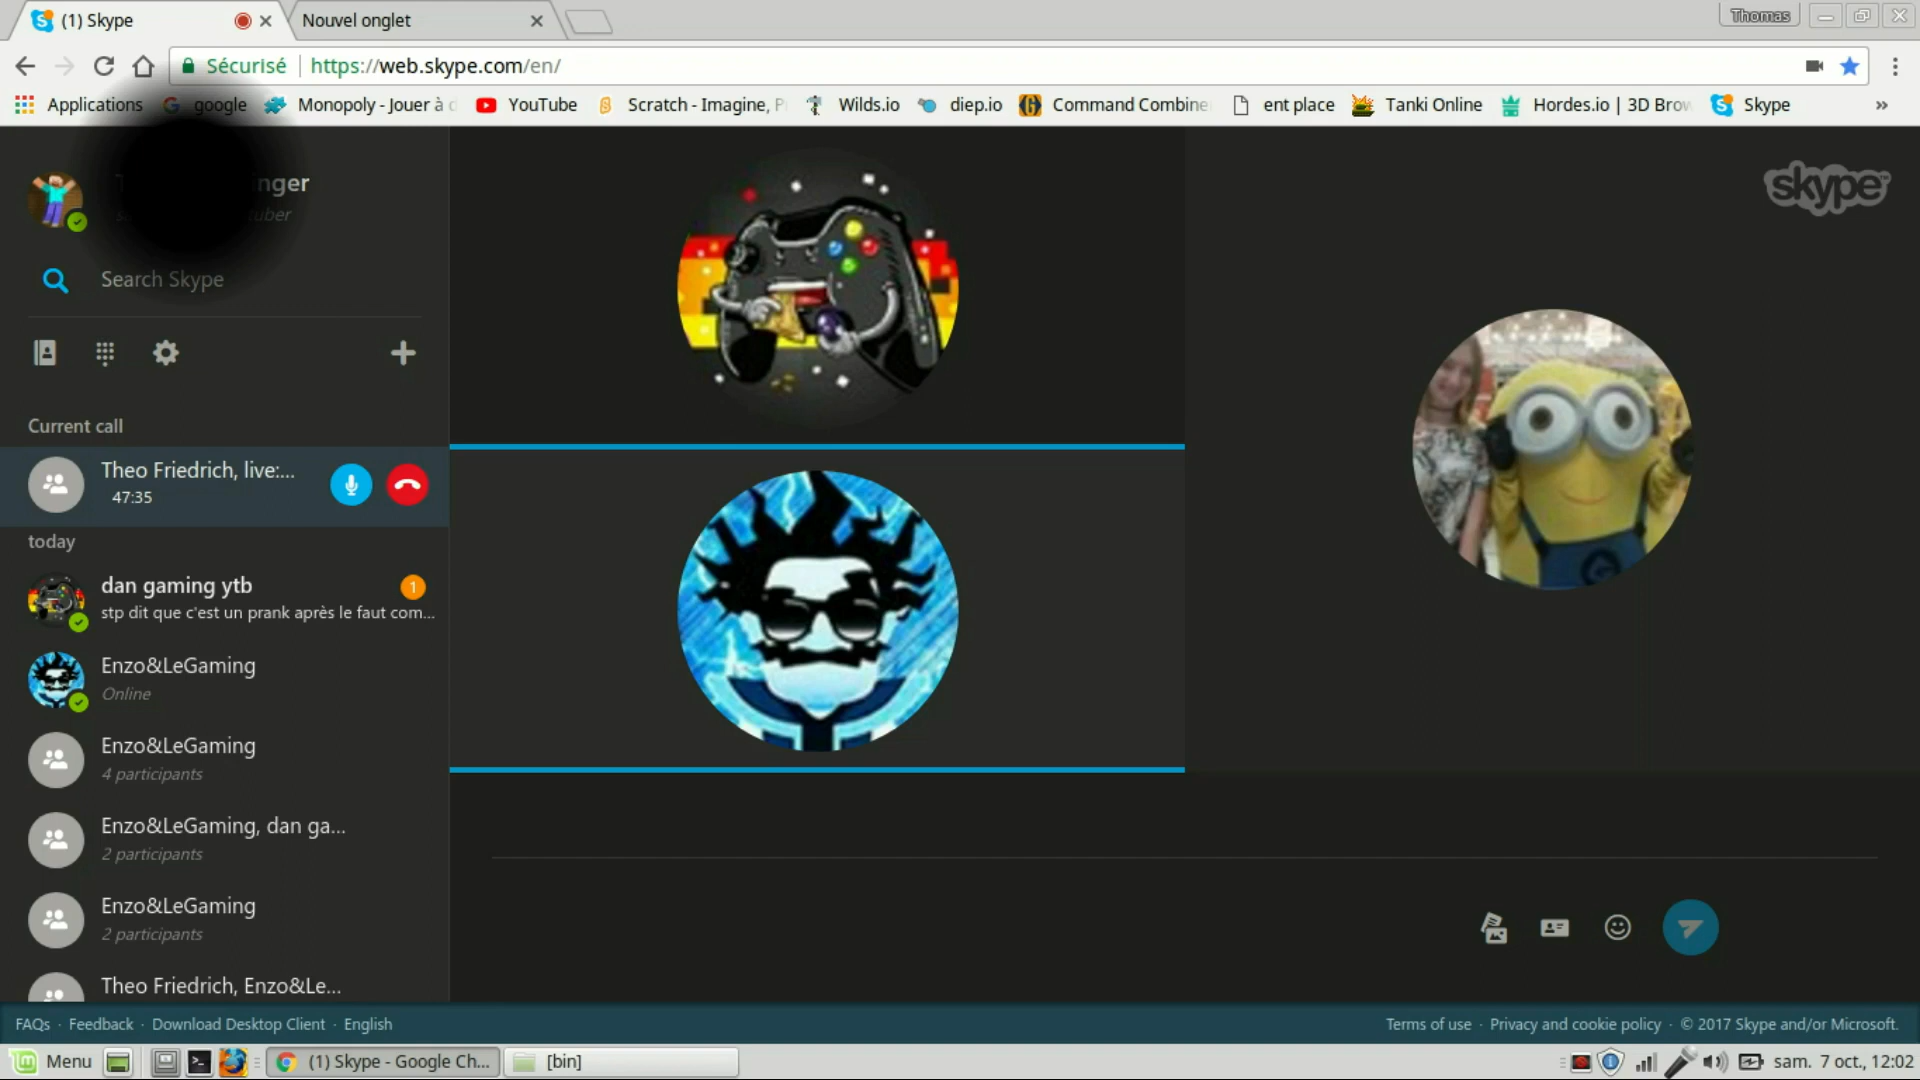 (1) Skype
Nouvel onglet
Thomas
Sécurisé
https://web.skype.com/en/
Applications
google
Monopoly - Jouer à
YouTube
Scratch - Imagine, P
Wilds.io
diep.io
Command Combine
ent place
Tanki Online
Hordes.io | 3D Brow
Skype
»
nger
tuber
Search Skype
skype
Current call
Theo Friedrich, live:...
47:35
today
dan gaming ytb
1
stp dit que c'est un prank après le faut com...
Enzo&LeGaming
Online
Enzo&LeGaming
4 participants
Enzo&LeGaming, dan ga...
2 participants
Enzo&LeGaming
2 participants
Theo Friedrich, Enzo&Le...
FAQs · Feedback · Download Desktop Client · English
Terms of use · Privacy and cookie policy · © 2017 Skype and/or Microsoft.
Menu
(1) Skype - Google Ch...
[bin]
sam. 7 oct., 12:02